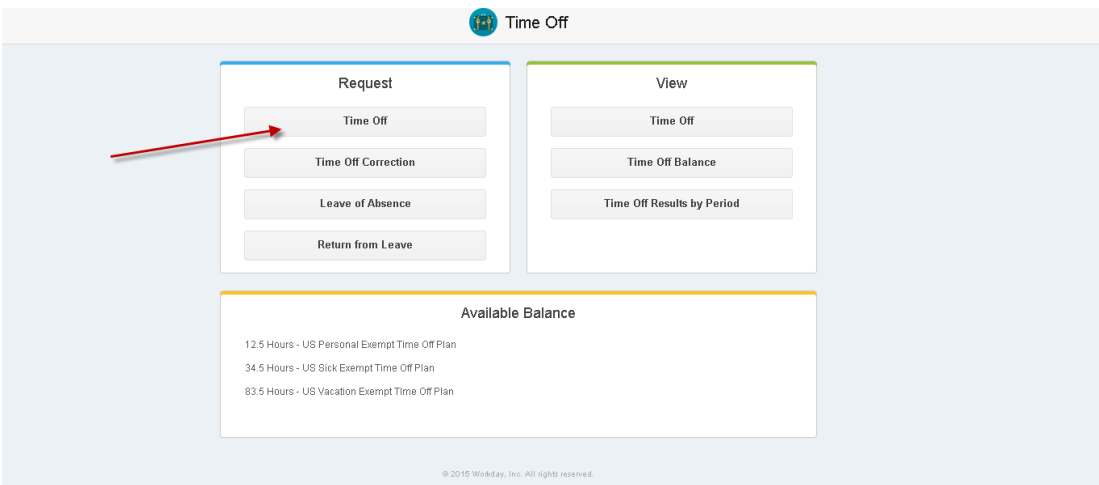 Time Off
Request
Time Off
Time Off Correction
Leave of Absence
Return from Leave
View
Time Off
Time Off Balance
Time Off Results by Period
Available Balance
12.5 Hours - US Personal Exempt Time Off Plan
34.5 Hours - US Sick Exempt Time Off Plan
83.5 Hours - US Vacation Exempt TIme Off Plan
© 2015 Workday, Inc. All rights reserved.